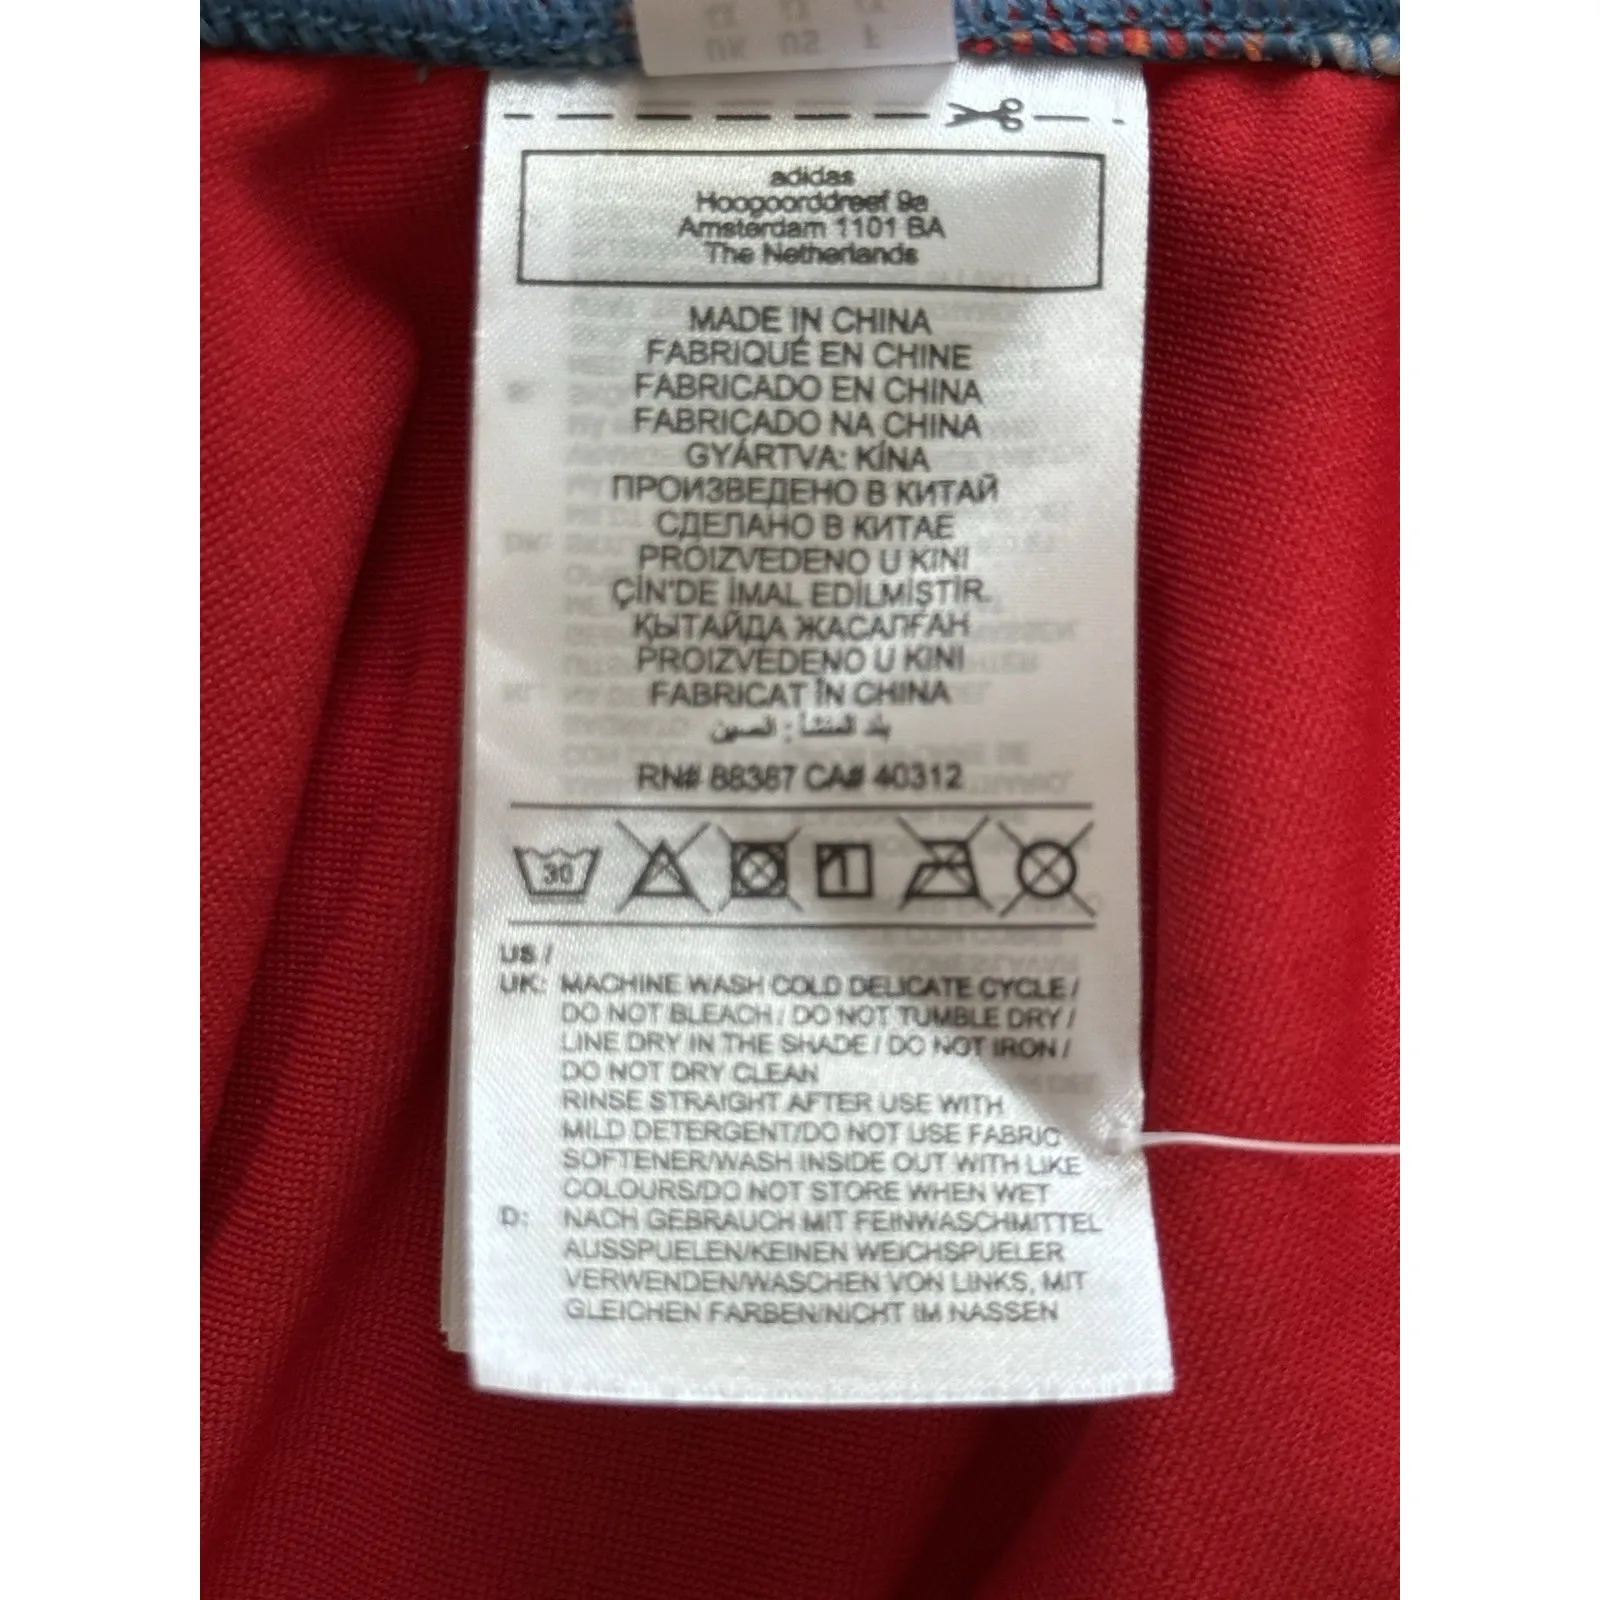 adidas
Hoogoorddreef 9a
Amsterdam 1101 BA
The Netherlands
MADE IN CHINA
FABRIQUÉ EN CHINE
FABRICADO EN CHINA
FABRICADO NA CHINA
GYÁRTVA: KÍNA
ПРОИЗВЕДЕНО В КИТАЙ
СДЕЛАНО В КИТАЕ
PROIZVEDENO U KINI
ÇİN'DE İMAL EDİLMİŞTİR.
ҚЫТАЙДА ЖАСАЛҒАН
PROIZVEDENO U KINI
FABRICAT ÎN CHINA
بلد المنشأ : الصين
RN# 88387 CA# 40312
30
US /
UK: MACHINE WASH COLD DELICATE CYCLE /
DO NOT BLEACH / DO NOT TUMBLE DRY /
LINE DRY IN THE SHADE / DO NOT IRON /
DO NOT DRY CLEAN
RINSE STRAIGHT AFTER USE WITH
MILD DETERGENT/DO NOT USE FABRIC
SOFTENER/WASH INSIDE OUT WITH LIKE
COLOURS/DO NOT STORE WHEN WET
D: NACH GEBRAUCH MIT FEINWASCHMITTEL
AUSSPUELEN/KEINEN WEICHSPUELER
VERWENDEN/WASCHEN VON LINKS, MIT
GLEICHEN FARBEN/NICHT IM NASSEN